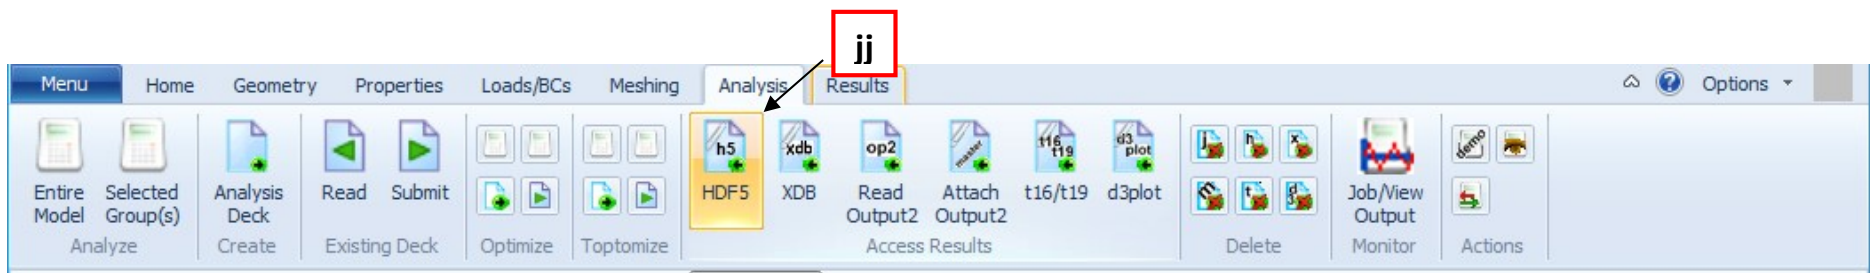 jj
Menu Home Geometry Properties Loads/BCs Meshing Analysis Results Options
h5 xdb op2 master t16 t19 d3 plot demo
Entire Model
Selected Group(s)
Analysis Deck
Read
Submit
HDF5
XDB
Read Output2
Attach Output2
t16/t19
d3plot
Job/View Output
Analyze Create Existing Deck Optimize Toptomize Access Results Delete Monitor Actions